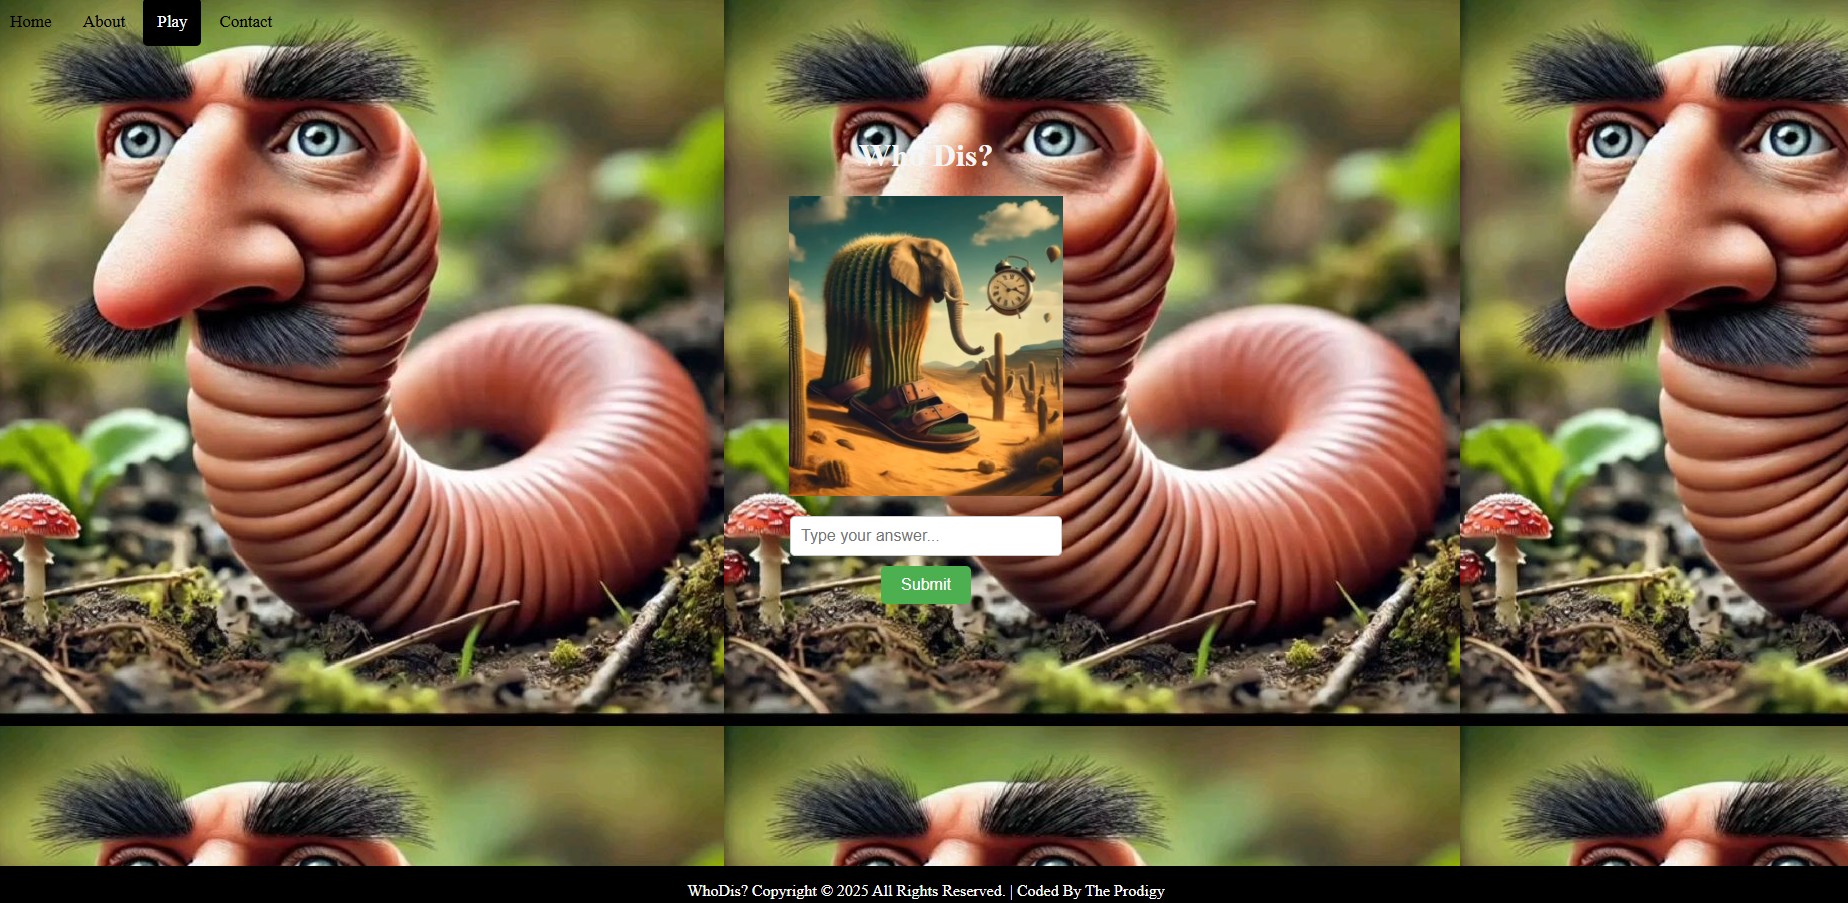 Home About Play Contact
Who Dis?
Type your answer...
Submit
WhoDis? Copyright © 2025 All Rights Reserved. | Coded By The Prodigy